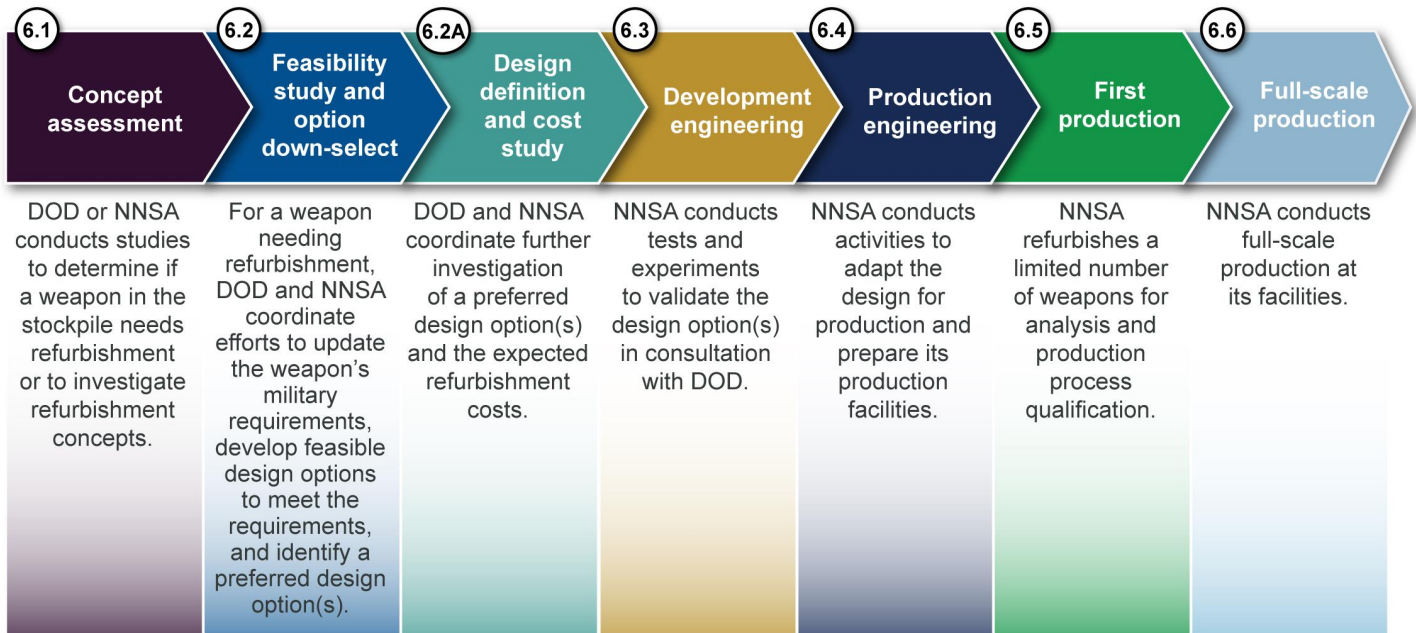 6.1
Concept
assessment
DOD or NNSA
conducts studies
to determine if
a weapon in the
stockpile needs
refurbishment
or to investigate
refurbishment
concepts.
6.2
Feasibility
study and
option
down-select
For a weapon
needing
refurbishment,
DOD and NNSA
coordinate
efforts to update
the weapon’s
military
requirements,
develop feasible
design options
to meet the
requirements,
and identify a
preferred design
option(s).
6.2A
Design
definition
and cost
study
DOD and NNSA
coordinate further
investigation
of a preferred
design option(s)
and the expected
refurbishment
costs.
6.3
Development
engineering
NNSA conducts
tests and
experiments
to validate the
design option(s)
in consultation
with DOD.
6.4
Production
engineering
NNSA conducts
activities to
adapt the
design for
production and
prepare its
production
facilities.
6.5
First
production
NNSA
refurbishes a
limited number
of weapons for
analysis and
production
process
qualification.
6.6
Full-scale
production
NNSA conducts
full-scale
production at
its facilities.